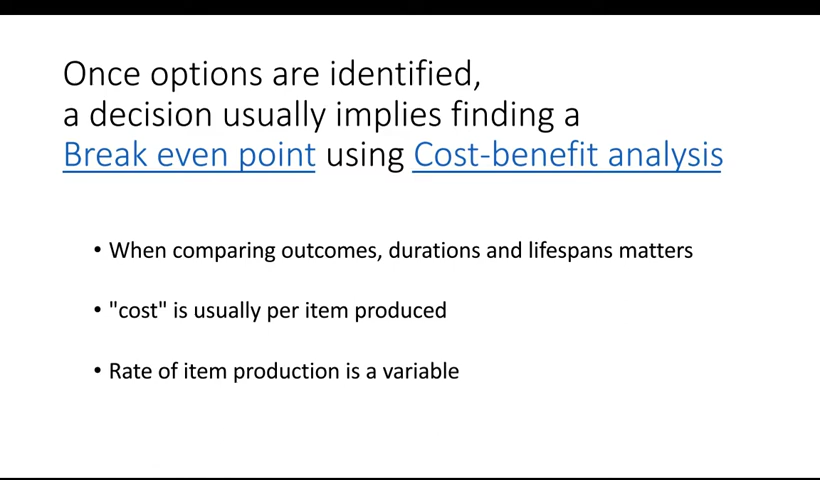 Once options are identified,
a decision usually implies finding a
Break even point using Cost-benefit analysis
• When comparing outcomes, durations and lifespans matters
• "cost" is usually per item produced
• Rate of item production is a variable